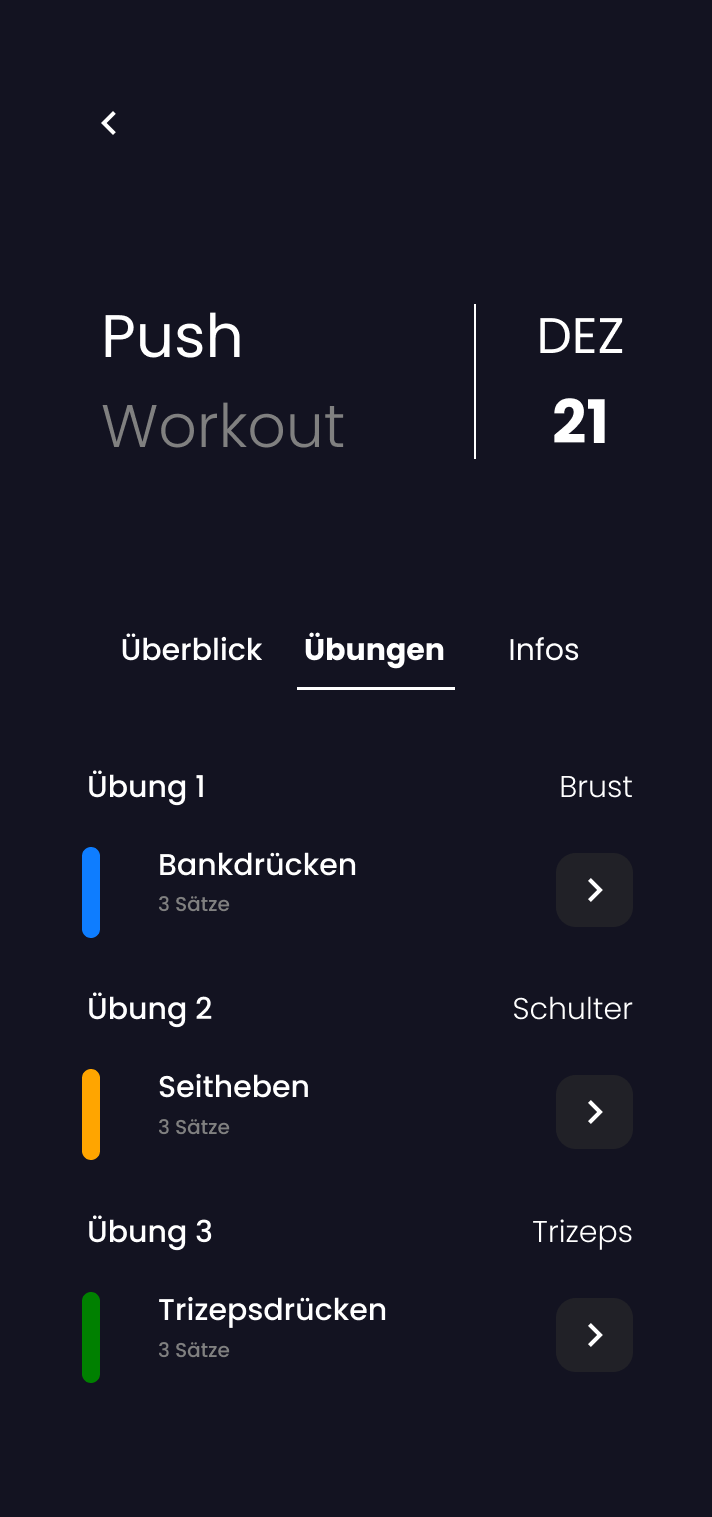 Push
Workout
DEZ
21
Überblick
Übungen
Infos
Übung 1
Brust
Bankdrücken
3 Sätze
Übung 2
Schulter
Seitheben
3 Sätze
Übung 3
Trizeps
Trizepsdrücken
3 Sätze